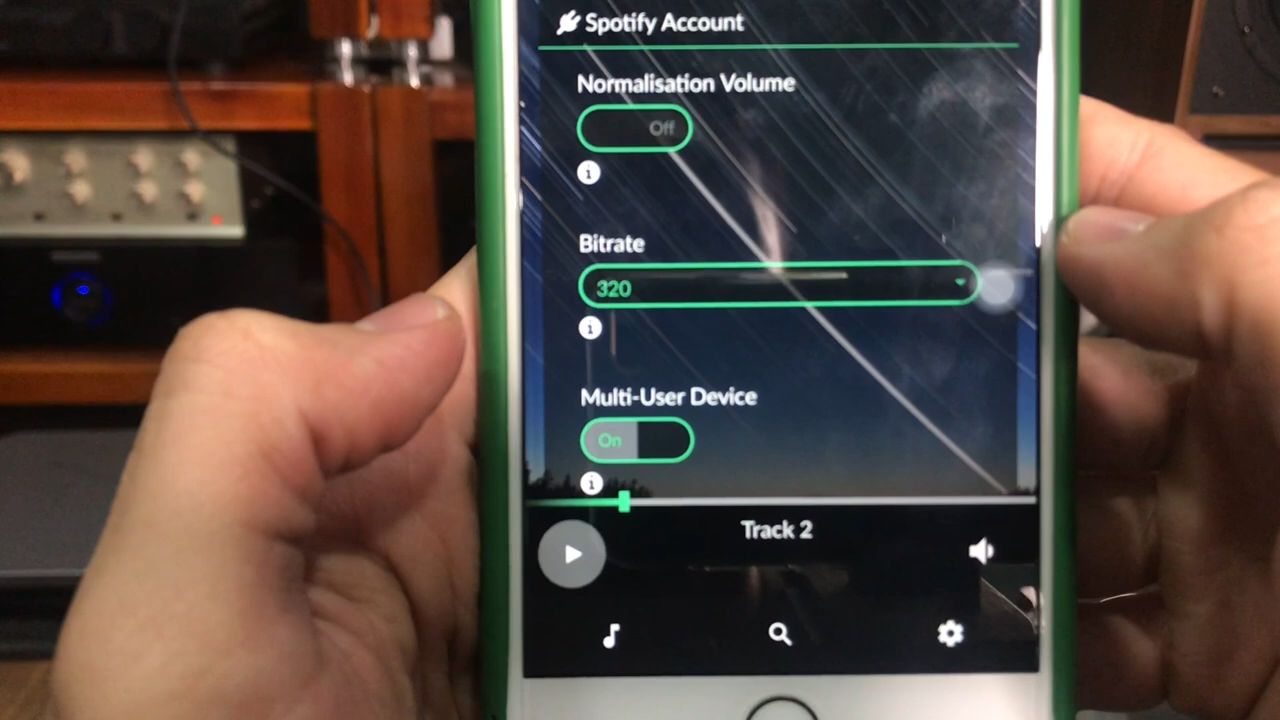 Spotify Account
Normalisation Volume
Off
Bitrate
320
Multi-User Device
On
Track 2